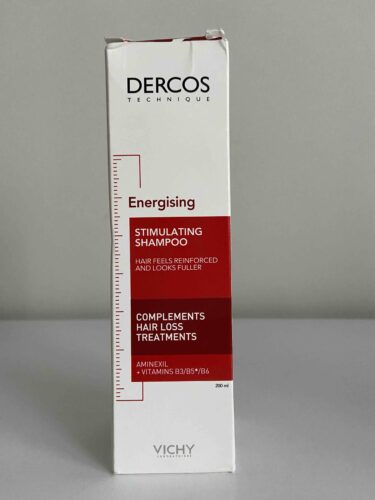 DERCOS
TECHNIQUE
Energising
STIMULATING
SHAMPOO
HAIR FEELS REINFORCED
AND LOOKS FULLER
COMPLEMENTS
HAIR LOSS
TREATMENTS
AMINEXIL
+ VITAMINS B3/B5*/B6
200 ml
VICHY
LABORATOIRES